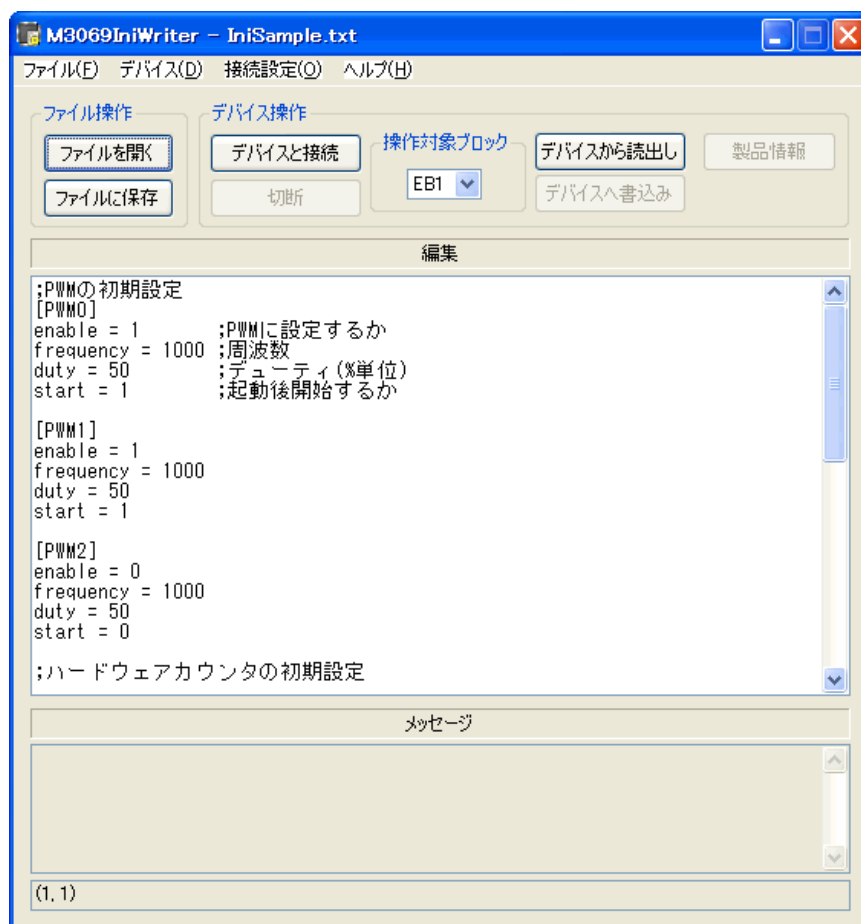 M3069IniWriter - IniSample.txt
ファイル(F) デバイス(D) 接続設定(O) ヘルプ(H)
ファイル操作 デバイス操作
操作対象ブロック
ファイルを開く デバイスと接続 デバイスから読出し 製品情報
EB1
ファイルに保存 切断 デバイスへ書込み
編集
;PWMの初期設定
[PWM0]
enable = 1 ;PWMに設定するか
frequency = 1000 ;周波数
duty = 50 ;デューティ(%単位)
start = 1 ;起動後開始するか
[PWM1]
enable = 1
frequency = 1000
duty = 50
start = 1
[PWM2]
enable = 0
frequency = 1000
duty = 50
start = 0
;ハードウェアカウンタの初期設定
メッセージ
(1, 1)